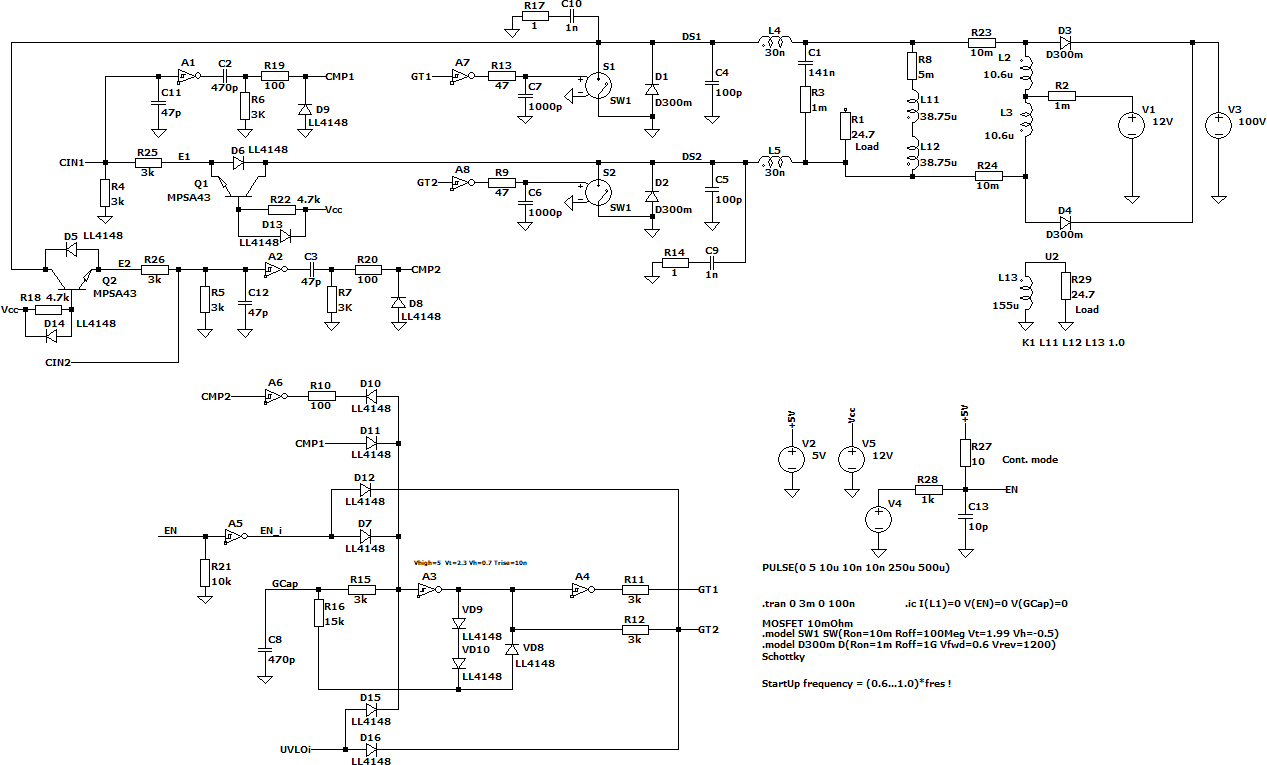 R17
C10
1
1n
DS1
L4
30n
R23
10m
D3
D300m
A1
C2
470p
R19
100
CMP1
C11
47p
R6
3K
D9
LL4148
GT1
A7
R13
47
C7
1000p
S1
SW1
D1
D300m
C4
100p
C1
141n
R3
1m
R8
5m
L11
38.75u
L12
38.75u
L2
10.6u
L3
10.6u
R2
1m
V1
12V
V3
100V
R1
24.7
Load
CIN1
R25
3k
E1
D6 LL4148
R4
3k
Q1
MPSA43
R22 4.7k
Vcc
D13
LL4148
GT2
A8
R9
47
C6
1000p
S2
SW1
DS2
D2
D300m
C5
100p
L5
30n
R24
10m
D4
D300m
R14
1
C9
1n
D5 LL4148
E2
R26
3k
Q2
MPSA43
R18 4.7k
Vcc
D14
LL4148
CIN2
R5
3k
C12
47p
A2
C3
47p
R7
3K
R20
100
CMP2
D8
LL4148
U2
L13
155u
R29
24.7
Load
K1 L11 L12 L13 1.0
CMP2
A6
R10
100
D10
LL4148
CMP1
D11
LL4148
D12
LL4148
EN
A5
EN_i
D7
LL4148
R21
10k
Vhigh=5 Vt=2.3 Vh=0.7 Trise=10n
GCap
R15
3k
A3
A4
R11
3k
GT1
R16
15k
C8
470p
VD9
LL4148
VD10
LL4148
VD8
LL4148
R12
3k
GT2
D15
LL4148
UVLOi
D16
LL4148
+5V
V2
5V
Vcc
V5
12V
+5V
R27
10
Cont. mode
R28
1k
EN
V4
C13
10p
PULSE(0 5 10u 10n 10n 250u 500u)
.tran 0 3m 0 100n
.ic I(L1)=0 V(EN)=0 V(GCap)=0
MOSFET 10mOhm
.model SW1 SW(Ron=10m Roff=100Meg Vt=1.99 Vh=-0.5)
.model D300m D(Ron=1m Roff=1G Vfwd=0.6 Vrev=1200)
Schottky
StartUp frequency = (0.6...1.0)*fres !